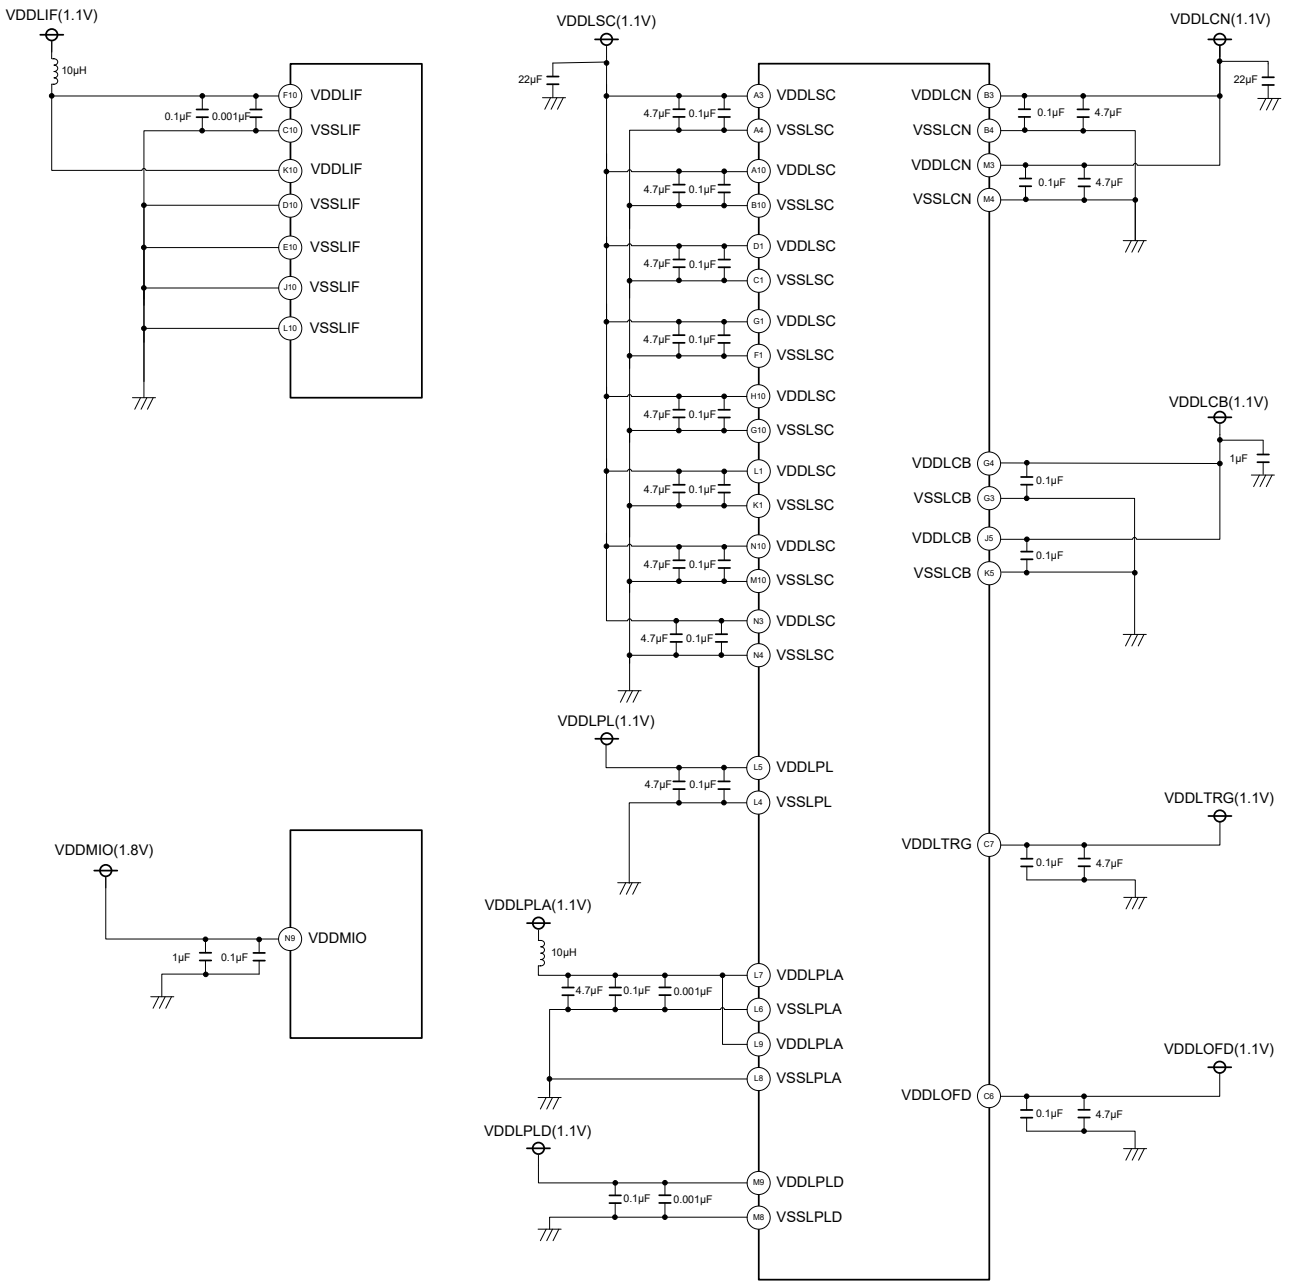 VDDLIF(1.1V)
10µH
0.1µF
0.001µF
F10
VDDLIF
C10
VSSLIF
K10
VDDLIF
D10
VSSLIF
E10
VSSLIF
J10
VSSLIF
L10
VSSLIF
VDDMIO(1.8V)
1µF
0.1µF
N9
VDDMIO
VDDLSC(1.1V)
22µF
4.7µF
0.1µF
A3
VDDLSC
A4
VSSLSC
4.7µF
0.1µF
A10
VDDLSC
B10
VSSLSC
4.7µF
0.1µF
D1
VDDLSC
C1
VSSLSC
4.7µF
0.1µF
G1
VDDLSC
F1
VSSLSC
4.7µF
0.1µF
H10
VDDLSC
G10
VSSLSC
4.7µF
0.1µF
L1
VDDLSC
K1
VSSLSC
4.7µF
0.1µF
N10
VDDLSC
M10
VSSLSC
4.7µF
0.1µF
N3
VDDLSC
N4
VSSLSC
VDDLPL(1.1V)
4.7µF
0.1µF
L5
VDDLPL
L4
VSSLPL
VDDLPLA(1.1V)
10µH
4.7µF
0.1µF
0.001µF
L7
VDDLPLA
L6
VSSLPLA
L9
VDDLPLA
L8
VSSLPLA
VDDLPLD(1.1V)
0.1µF
0.001µF
M9
VDDLPLD
M8
VSSLPLD
VDDLCN(1.1V)
22µF
VDDLCN
B3
0.1µF
4.7µF
VSSLCN
B4
VDDLCN
M3
0.1µF
4.7µF
VSSLCN
M4
VDDLCB(1.1V)
1µF
VDDLCB
G4
0.1µF
VSSLCB
G3
VDDLCB
J5
0.1µF
VSSLCB
K5
VDDLTRG(1.1V)
VDDLTRG
C7
0.1µF
4.7µF
VDDLOFD(1.1V)
VDDLOFD
C6
0.1µF
4.7µF